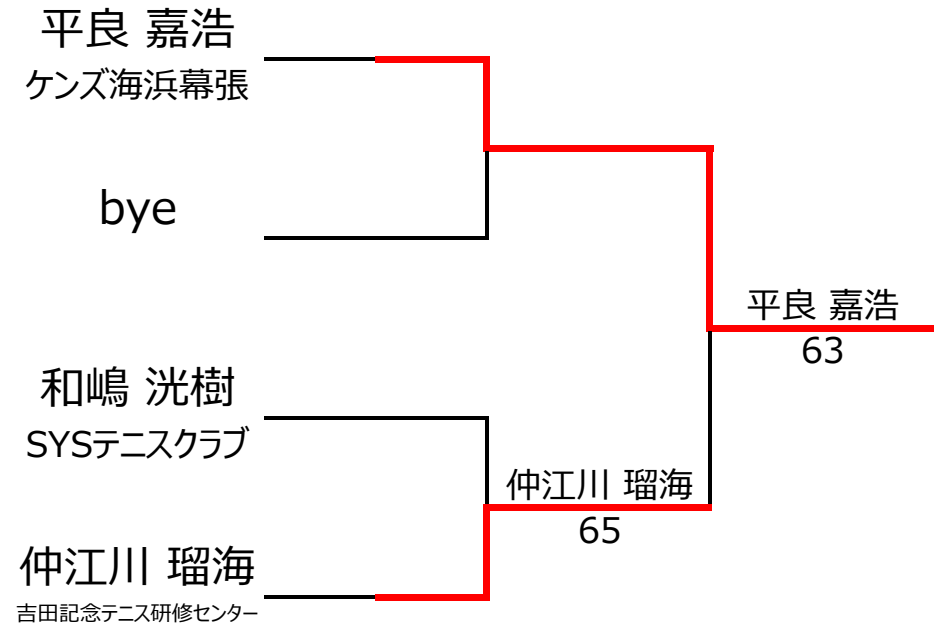 平良 嘉浩
ケンズ海浜幕張
bye
平良 嘉浩
63
和嶋 洸樹
SYSテニスクラブ
仲江川 瑠海
65
仲江川 瑠海
吉田記念テニス研修センター